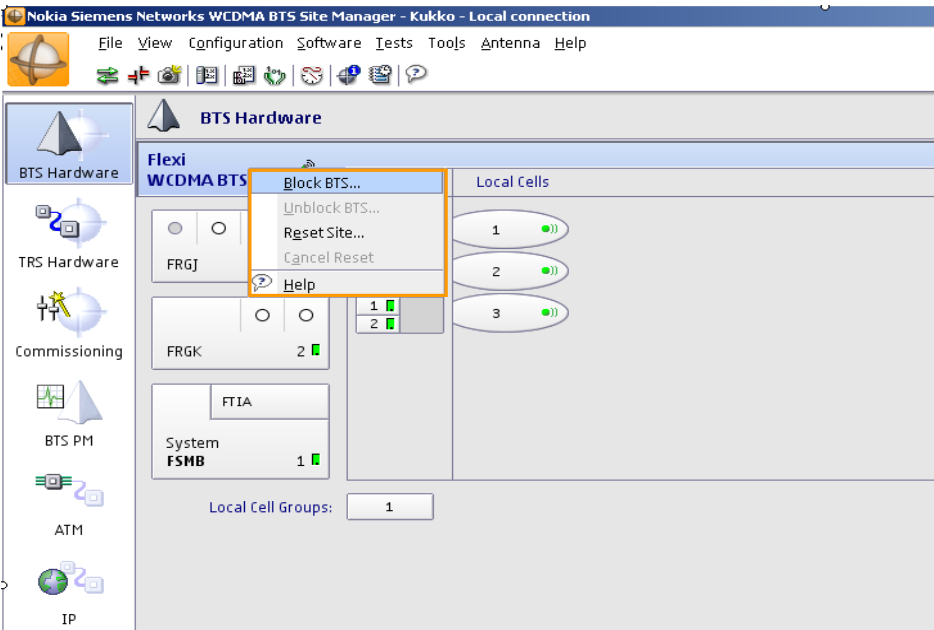 Nokia Siemens Networks WCDMA BTS Site Manager - Kukko - Local connection
File View Configuration Software Tests Tools Antenna Help
BTS Hardware
BTS Hardware
TRS Hardware
Commissioning
BTS PM
ATM
IP
Flexi
WCDMA BTS
Block BTS...
Unblock BTS...
Reset Site...
Cancel Reset
Help
Local Cells
1
2
3
FRGJ
1
2
FRGK 2
FTIA
System
FSMB 1
Local Cell Groups: 1